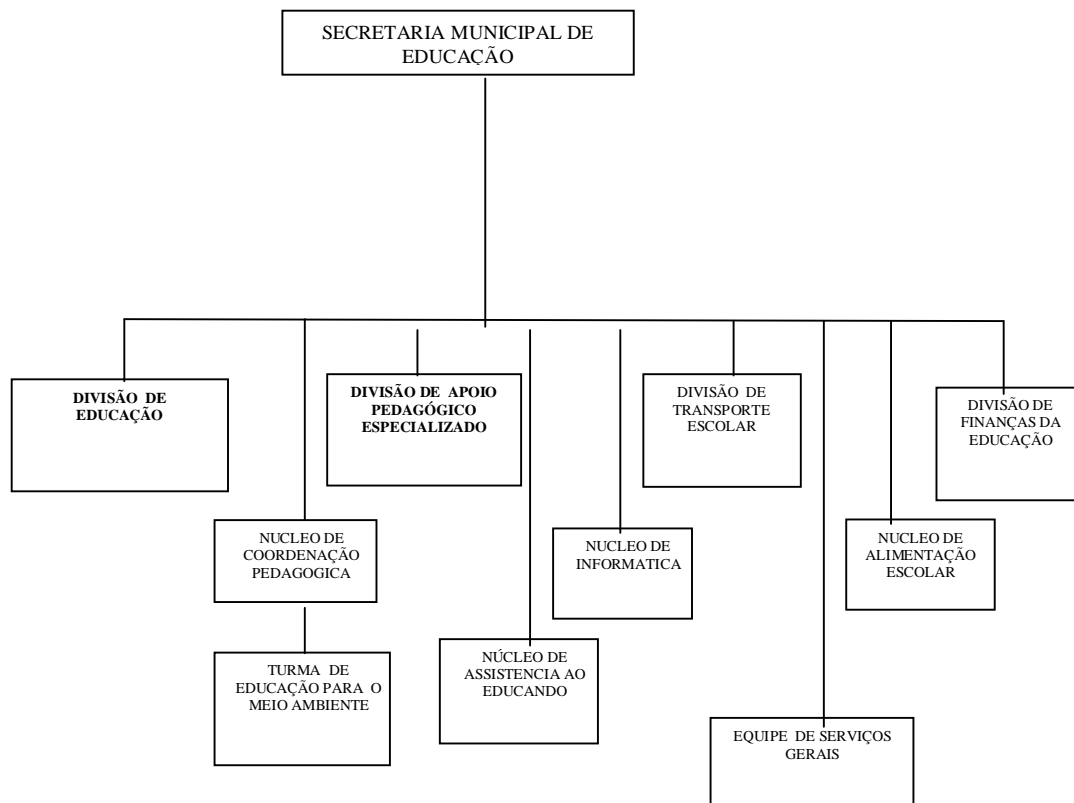 SECRETARIA MUNICIPAL DE
EDUCAÇÃO
DIVISÃO DE
EDUCAÇÃO
DIVISÃO DE APOIO
PEDAGÓGICO
ESPECIALIZADO
DIVISÃO DE
TRANSPORTE
ESCOLAR
DIVISÃO DE
FINANÇAS DA
EDUCAÇÃO
NUCLEO DE
COORDENAÇÃO
PEDAGOGICA
NUCLEO DE
INFORMATICA
NUCLEO DE
ALIMENTAÇÃO
ESCOLAR
TURMA DE
EDUCAÇÃO PARA O
MEIO AMBIENTE
NÚCLEO DE
ASSISTENCIA AO
EDUCANDO
EQUIPE DE SERVIÇOS
GERAIS